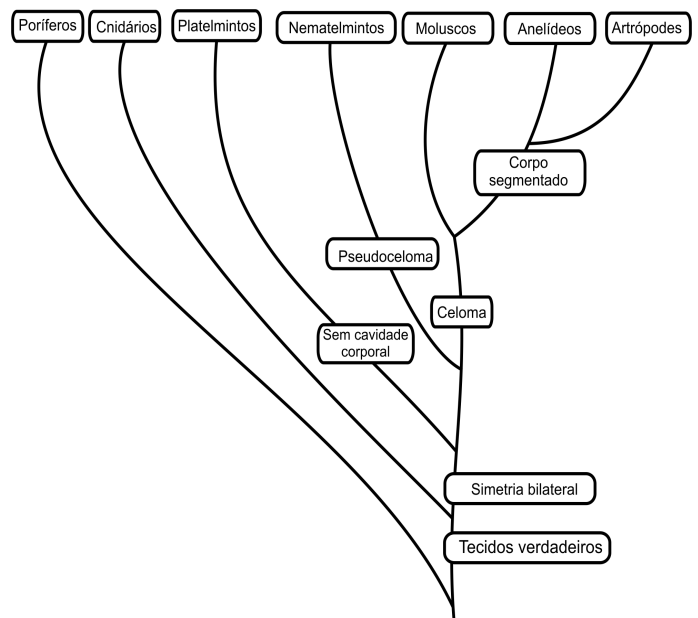 Poríferos
Cnidários
Platelmintos
Nematelmintos
Moluscos
Anelídeos
Artrópodes
Corpo
segmentado
Pseudoceloma
Celoma
Sem cavidade
corporal
Simetria bilateral
Tecidos verdadeiros